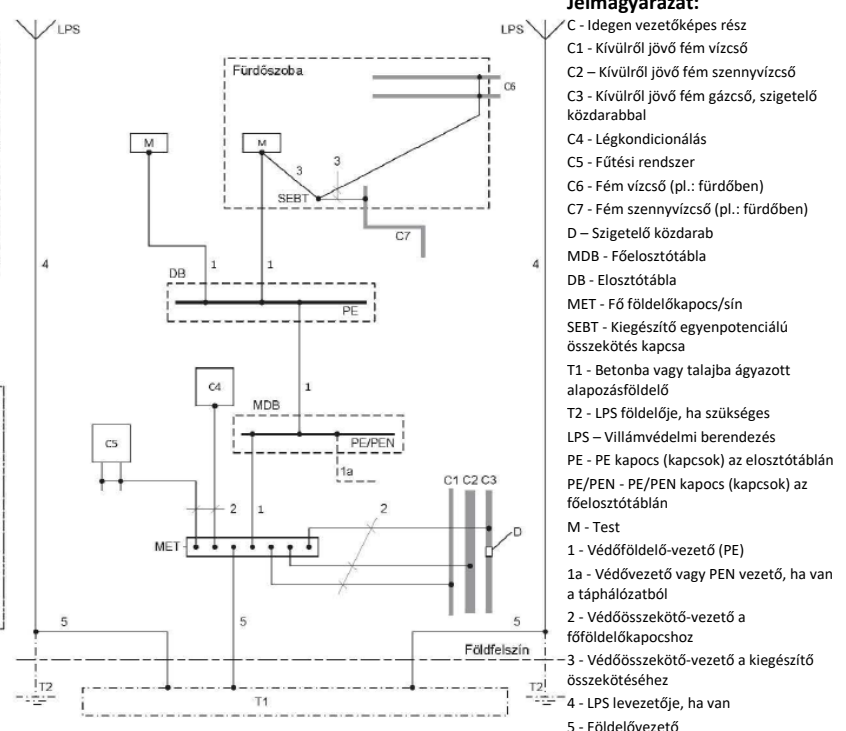 LPS
LPS
Fürdőszoba
C6
M
M
3
3
SEBT
C7
4
4
1
1
DB
PE
C4
1
MDB
C5
PE/PEN
1a
C1 C2 C3
2
1
2
MET
D
5
5
5
Földfelszín
T2
T1
T2
Jelmagyarázat:
C - Idegen vezetőképes rész
C1 - Kívülről jövő fém vízcső
C2 – Kívülről jövő fém szennyvízcső
C3 - Kívülről jövő fém gázcső, szigetelő
közdarabbal
C4 - Légkondicionálás
C5 - Fűtési rendszer
C6 - Fém vízcső (pl.: fürdőben)
C7 - Fém szennyvízcső (pl.: fürdőben)
D – Szigetelő közdarab
MDB - Főelosztótábla
DB - Elosztótábla
MET - Fő földelőkapocs/sín
SEBT - Kiegészítő egyenpotenciálú
összekötés kapcsa
T1 - Betonba vagy talajba ágyazott
alapozásföldelő
T2 - LPS földelője, ha szükséges
LPS – Villámvédelmi berendezés
PE - PE kapocs (kapcsok) az elosztótáblán
PE/PEN - PE/PEN kapocs (kapcsok) az
főelosztótáblán
M - Test
1 - Védőföldelő-vezető (PE)
1a - Védővezető vagy PEN vezető, ha van
a táphálózatból
2 - Védőösszekötő-vezető a
főföldelőkapocshoz
3 - Védőösszekötő-vezető a kiegészítő
összekötéséhez
4 - LPS levezetője, ha van
5 - Földelővezető